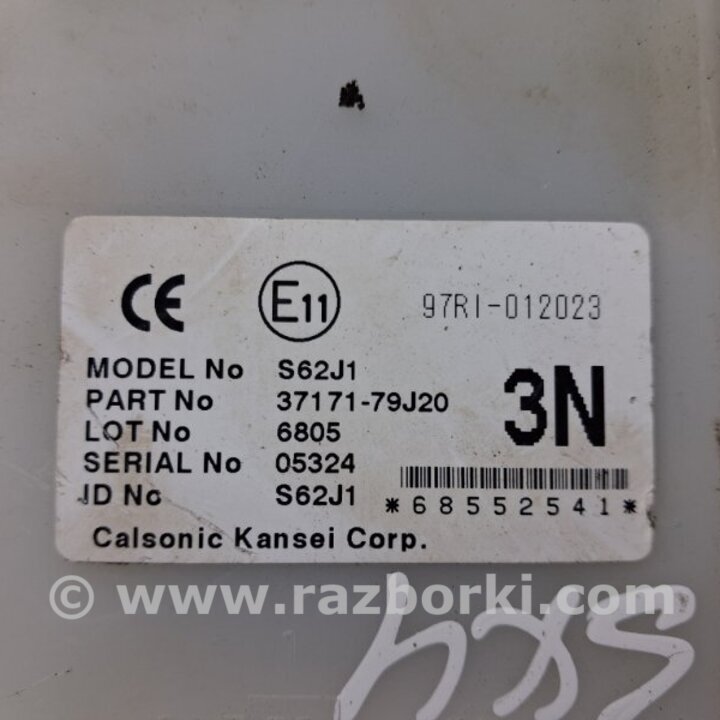 CE E11 97RI-012023
MODEL No S62J1
PART No 37171-79J20
3N
LOT No 6805
SERIAL No 05324
ID No S62J1
*68552541*
Calsonic Kansei Corp.
© www.razborki.com
SX4